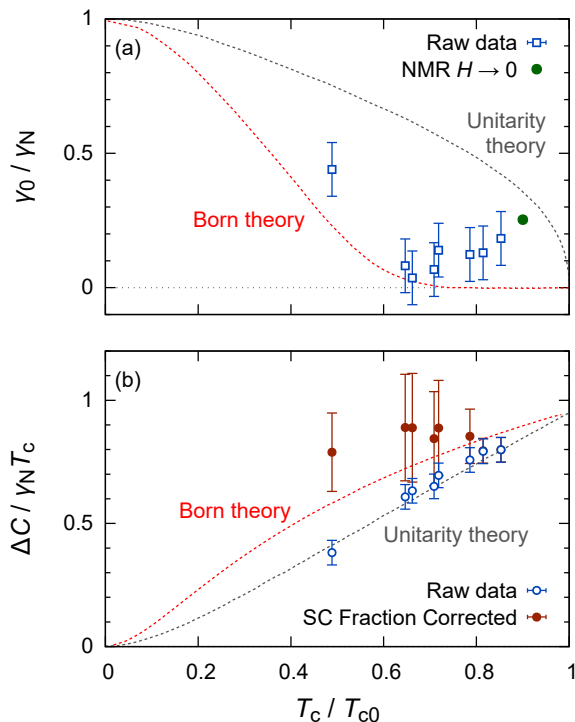 (a)
Raw data
NMR H → 0
Unitarity
theory
Born theory
γ0 / γN
1
0.5
0
(b)
Born theory
Unitarity theory
Raw data
SC Fraction Corrected
ΔC / γN Tc
1
0.5
0
0 0.2 0.4 0.6 0.8 1
Tc / Tc0